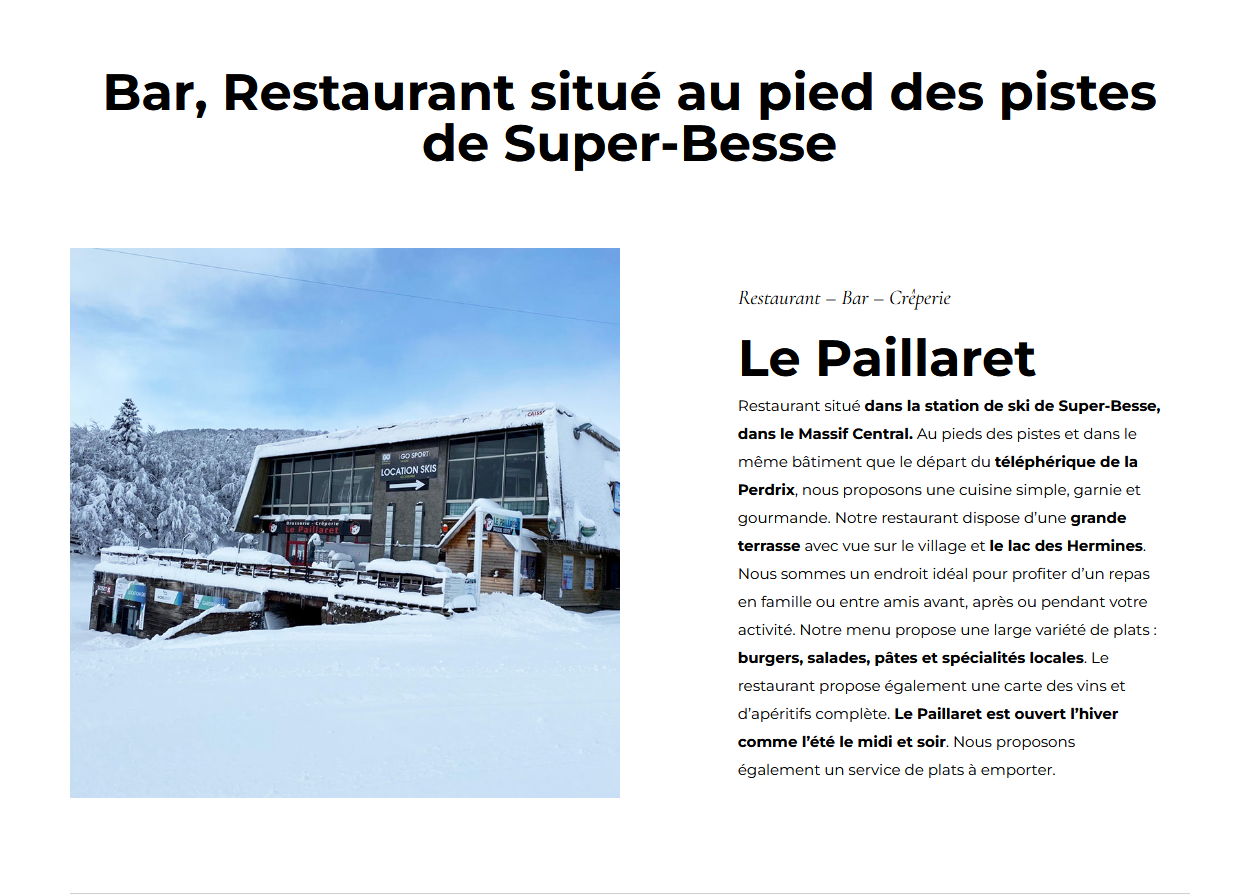 Bar, Restaurant situé au pied des pistes
de Super-Besse
Restaurant – Bar – Crêperie
Le Paillaret
Restaurant situé dans la station de ski de Super-Besse,
dans le Massif Central. Au pieds des pistes et dans le
même bâtiment que le départ du téléphérique de la
Perdrix, nous proposons une cuisine simple, garnie et
gourmande. Notre restaurant dispose d’une grande
terrasse avec vue sur le village et le lac des Hermines.
Nous sommes un endroit idéal pour profiter d’un repas
en famille ou entre amis avant, après ou pendant votre
activité. Notre menu propose une large variété de plats :
burgers, salades, pâtes et spécialités locales. Le
restaurant propose également une carte des vins et
d’apéritifs complète. Le Paillaret est ouvert l’hiver
comme l’été le midi et soir. Nous proposons
également un service de plats à emporter.
GO SPORT
LOCATION SKIS
Brasserie - Crêperie
Le Paillaret